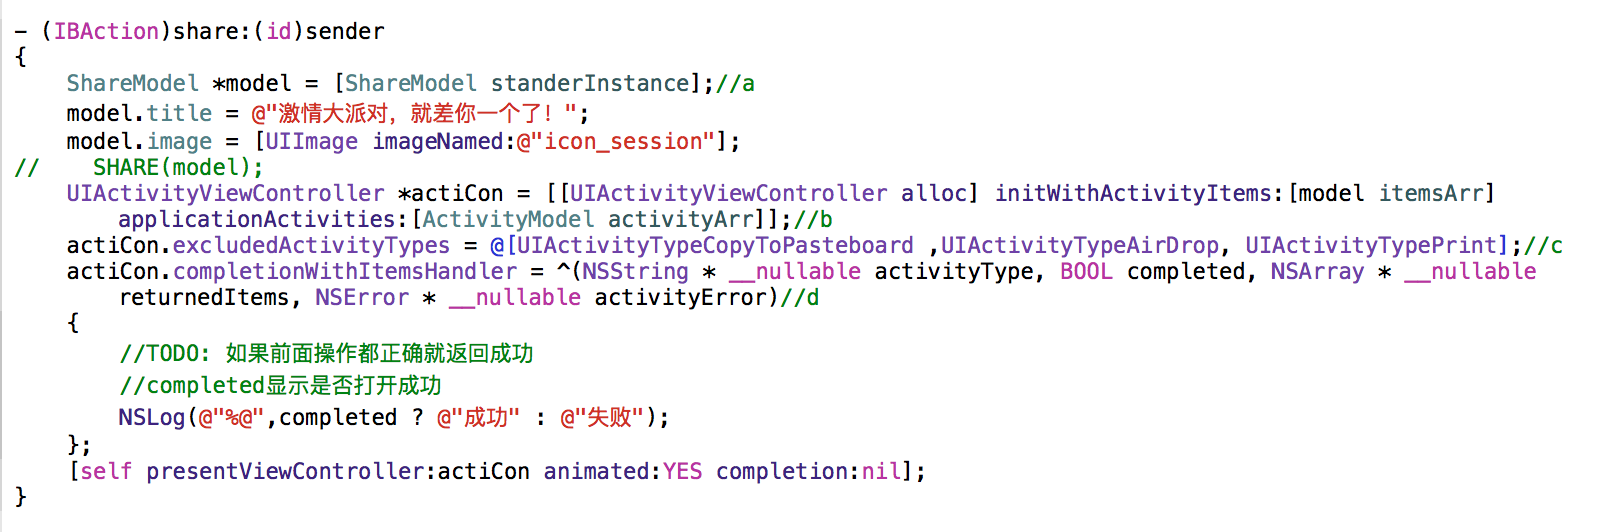 - (IBAction)share:(id)sender
{
    ShareModel *model = [ShareModel standerInstance];//a
    model.title = @"激情大派对，就差你一个了！";
    model.image = [UIImage imageNamed:@"icon_session"];
//    SHARE(model);
    UIActivityViewController *actiCon = [[UIActivityViewController alloc] initWithActivityItems:[model itemsArr]
        applicationActivities:[ActivityModel activityArr]];//b
    actiCon.excludedActivityTypes = @[UIActivityTypeCopyToPasteboard ,UIActivityTypeAirDrop, UIActivityTypePrint];//c
    actiCon.completionWithItemsHandler = ^(NSString * __nullable activityType, BOOL completed, NSArray * __nullable
        returnedItems, NSError * __nullable activityError)//d
    {
        //TODO: 如果前面操作都正确就返回成功
        //completed显示是否打开成功
        NSLog(@"%@",completed ? @"成功" : @"失败");
    };
    [self presentViewController:actiCon animated:YES completion:nil];
}